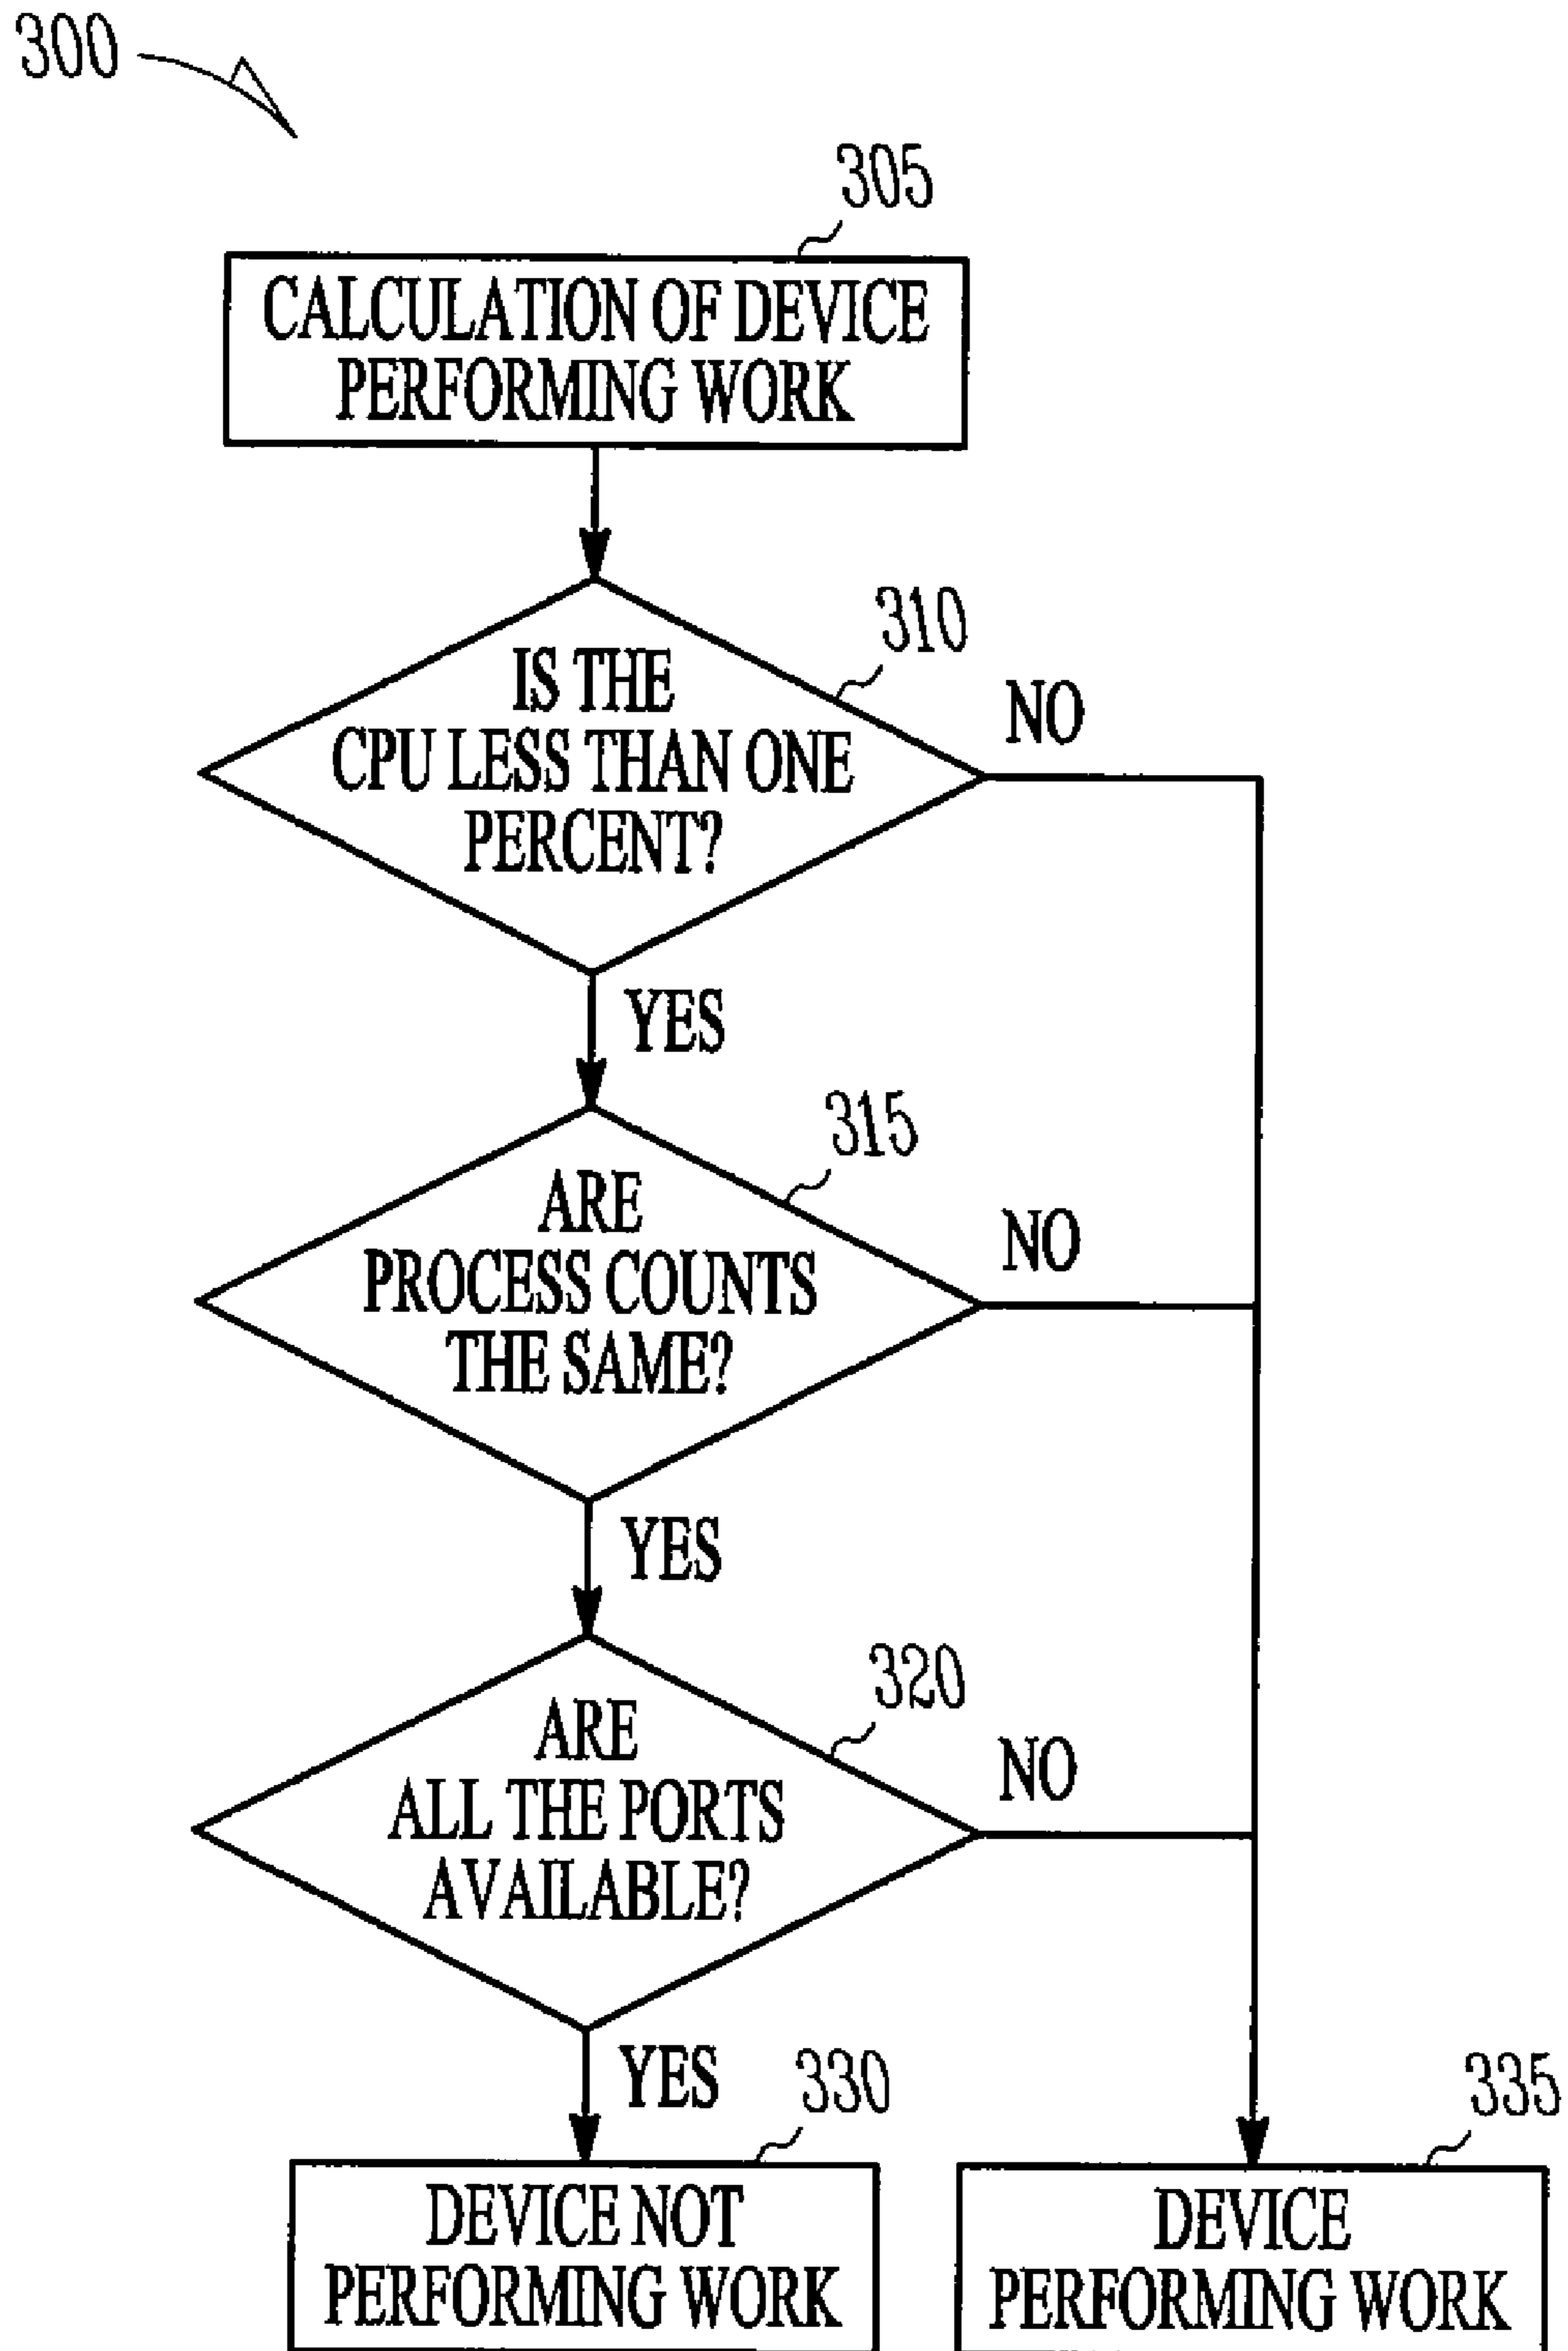 300
305
CALCULATION OF DEVICE
PERFORMING WORK
310
IS THE
CPU LESS THAN ONE
PERCENT?
NO
YES
315
ARE
PROCESS COUNTS
THE SAME?
NO
YES
320
ARE
ALL THE PORTS
AVAILABLE?
NO
YES
330
DEVICE NOT
PERFORMING WORK
335
DEVICE
PERFORMING WORK